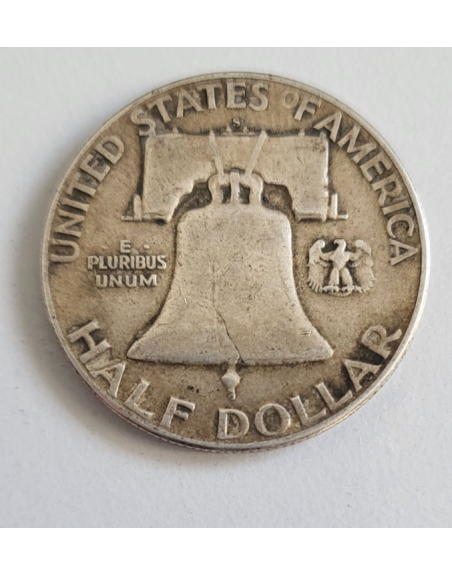 UNITED STATES OF AMERICA
S
E
PLURIBUS
UNUM
HALF DOLLAR